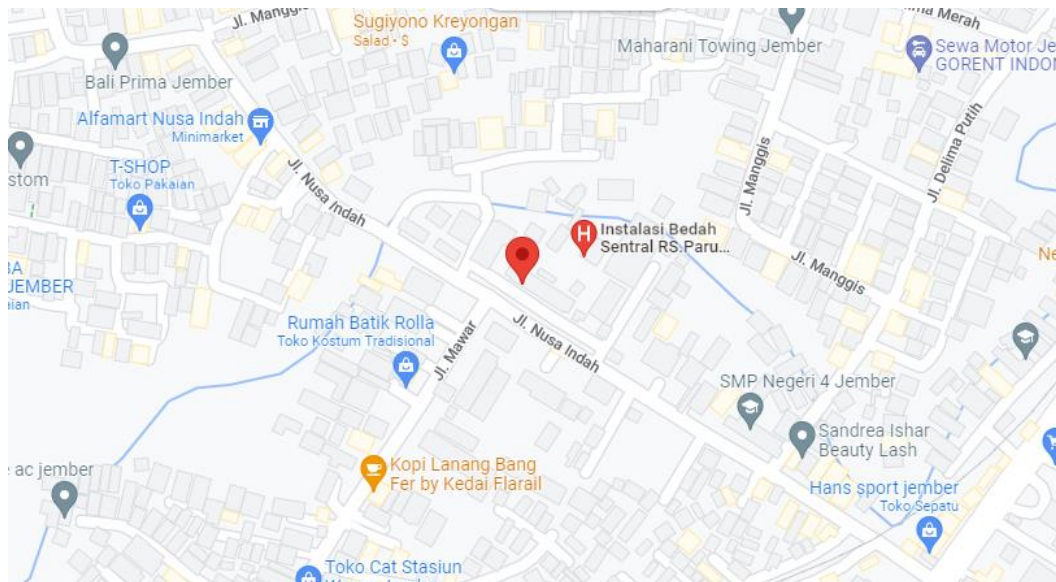 Jl. Manggis
Sugiyono Kreyongan
Salad · $
Maharani Towing Jember
ima Merah
Sewa Motor Je
GORENT INDON
Bali Prima Jember
Alfamart Nusa Indah
Minimarket
stom
T-SHOP
Toko Pakaian
Jl. Nusa Indah
Jl. Manggis
Jl. Delima Putih
H
Instalasi Bedah
Sentral RS.Paru...
Jl. Manggis
Ne
BA
JEMBER
aian
Rumah Batik Rolla
Toko Kostum Tradisional
Jl. Mawar
Jl. Nusa Indah
SMP Negeri 4 Jember
Sandrea Ishar
Beauty Lash
e ac jember
Kopi Lanang Bang
Fer by Kedai Flarail
Hans sport jember
Toko Sepatu
Toko Cat Stasiun